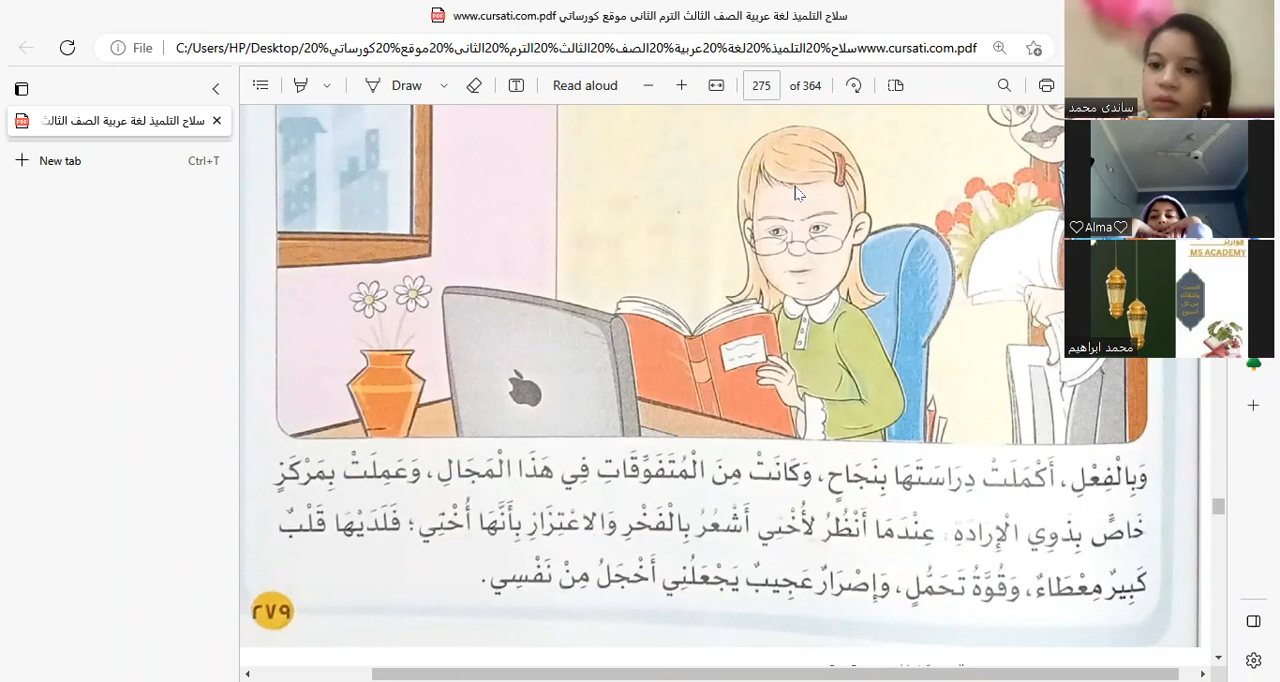 سلاح التلميذ لغة عربية الصف الثالث الترم الثانى موقع كورساتي www.cursati.com.pdf
File
C:/Users/HP/Desktop/سلاح%20التلميذ%20لغة%20عربية%20الصف%20الثالث%20الترم%20الثانى%20موقع%20كورساتي%20www.cursati.com.pdf
Draw
Read aloud
275 of 364
سلاح التلميذ لغة عربية الصف الثالث
New tab
Ctrl+T
ساندى محمد
♡Alma♡
MS ACADEMY
محمد ابراهيم
وَبِالْفِعْلِ، أَكْمَلَتْ دِرَاسَتَهَا بِنَجَاحٍ، وَكَانَتْ مِنَ الْمُتَفَوِّقَاتِ فِي هَذَا الْمَجَالِ، وَعَمِلَتْ بِمَرْكَزٍ
خَاصٍّ بِذَوِي الْإِرَادَةِ. عِنْدَمَا أَنْظُرُ لأُخْتِي أَشْعُرُ بِالْفَخْرِ وَالاعْتِزَازِ بِأَنَّهَا أُخْتِي؛ فَلَدَيْهَا قَلْبٌ
كَبِيرٌ مِعْطَاءٌ، وَقُوَّةُ تَحَمُّلٍ، وَإِصْرَارٌ عَجِيبٌ يَجْعَلُنِي أَخْجَلُ مِنْ نَفْسِي.
٢٧٩